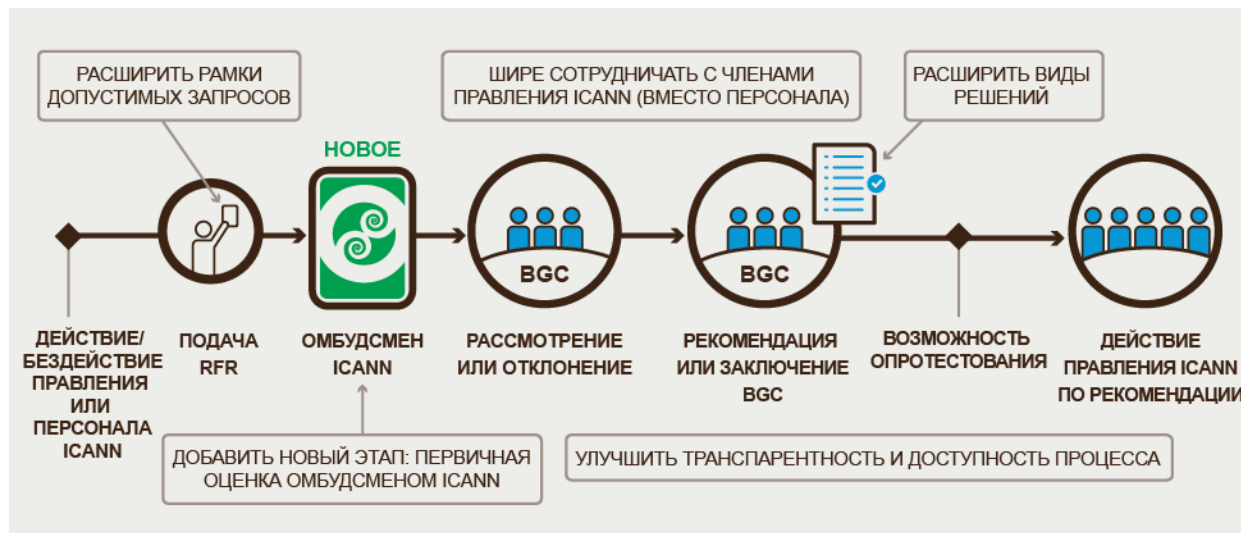 РАСШИРИТЬ РАМКИ
ДОПУСТИМЫХ ЗАПРОСОВ
ШИРЕ СОТРУДНИЧАТЬ С ЧЛЕНАМИ
ПРАВЛЕНИЯ ICANN (ВМЕСТО ПЕРСОНАЛА)
РАСШИРИТЬ ВИДЫ
РЕШЕНИЙ
НОВОЕ
BGC
BGC
ДЕЙСТВИЕ/
БЕЗДЕЙСТВИЕ
ПРАВЛЕНИЯ
ИЛИ
ПЕРСОНАЛА
ICANN
ПОДАЧА
RFR
ОМБУДСМЕН
ICANN
РАССМОТРЕНИЕ
ИЛИ ОТКЛОНЕНИЕ
РЕКОМЕНДАЦИЯ
ИЛИ ЗАКЛЮЧЕНИЕ
BGC
ВОЗМОЖНОСТЬ
ОПРОТЕСТОВАНИЯ
ДЕЙСТВИЕ
ПРАВЛЕНИЯ ICANN
ПО РЕКОМЕНДАЦИИ
ДОБАВИТЬ НОВЫЙ ЭТАП: ПЕРВИЧНАЯ
ОЦЕНКА ОМБУДСМЕНОМ ICANN
УЛУЧШИТЬ ТРАНСПАРЕНТНОСТЬ И ДОСТУПНОСТЬ ПРОЦЕССА